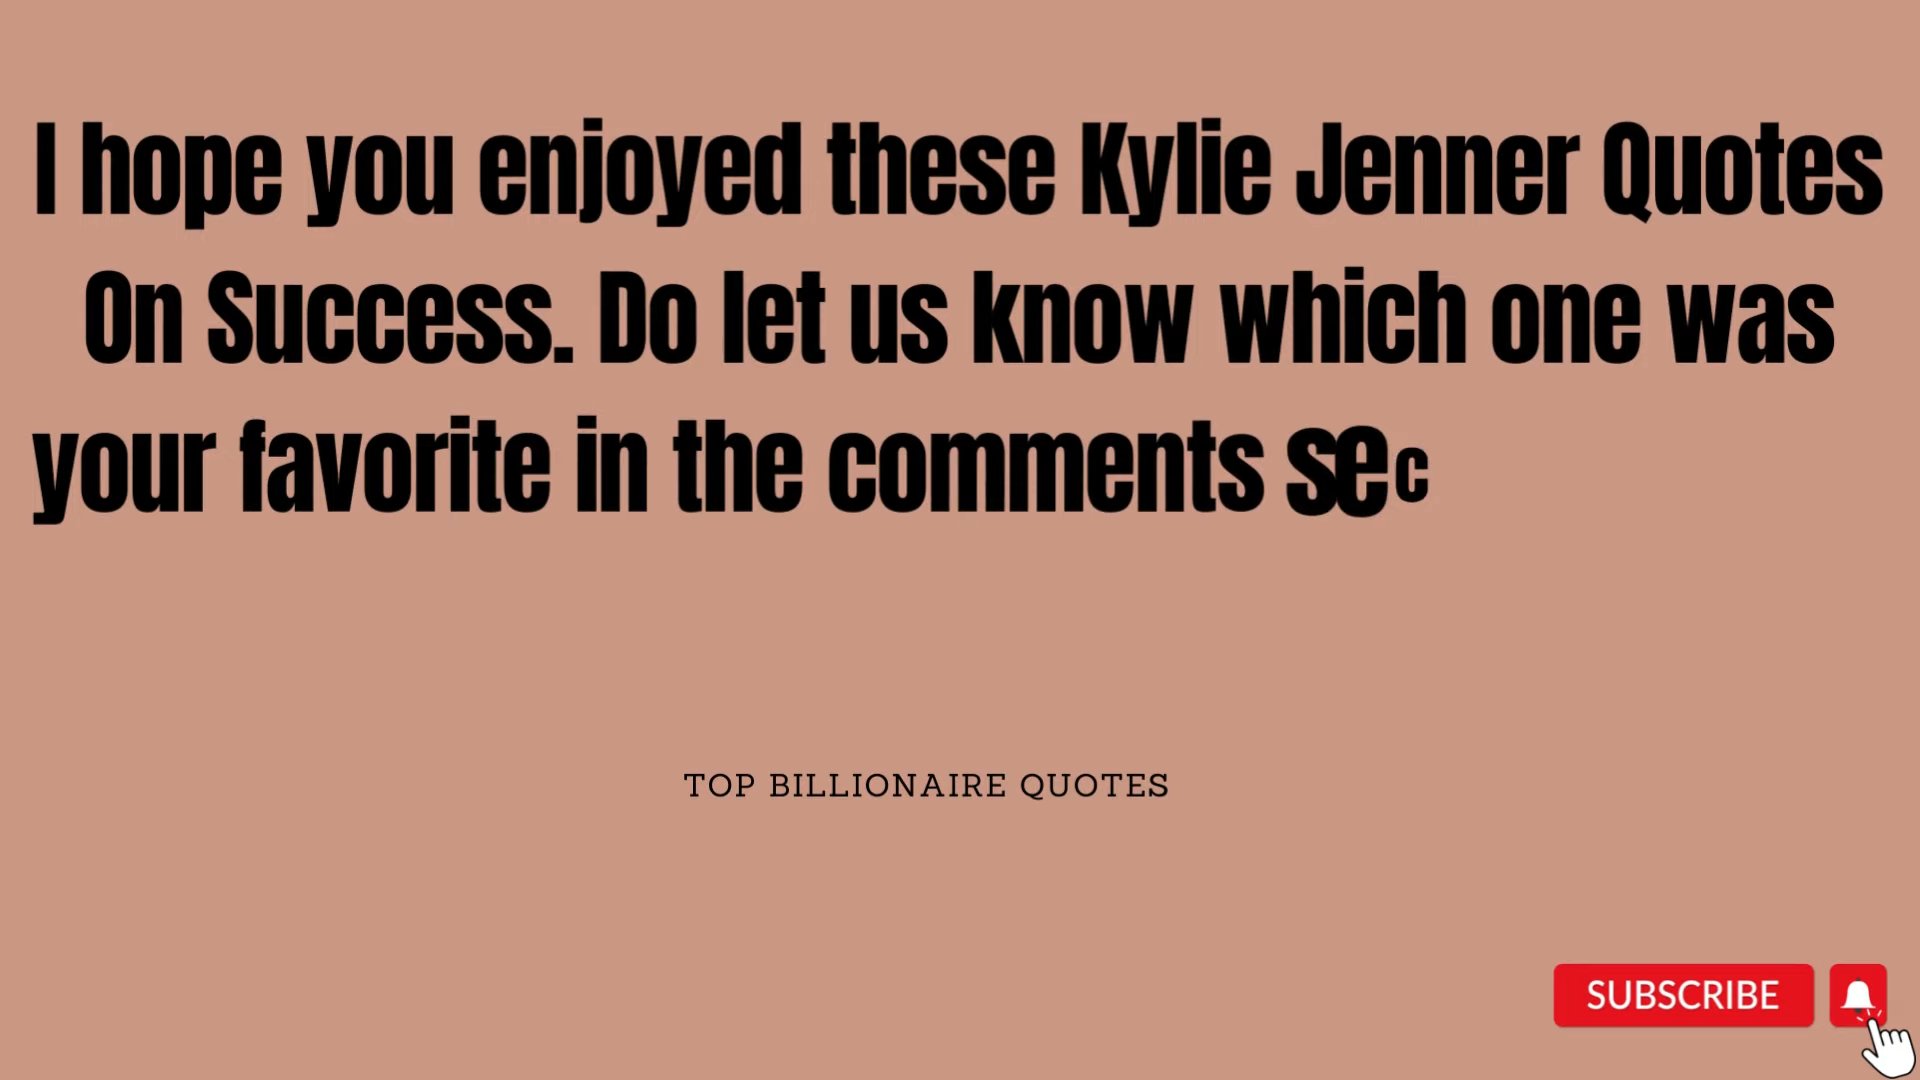 I hope you enjoyed these Kylie Jenner Quotes
On Success. Do let us know which one was
your favorite in the comments sec
TOP BILLIONAIRE QUOTES
SUBSCRIBE